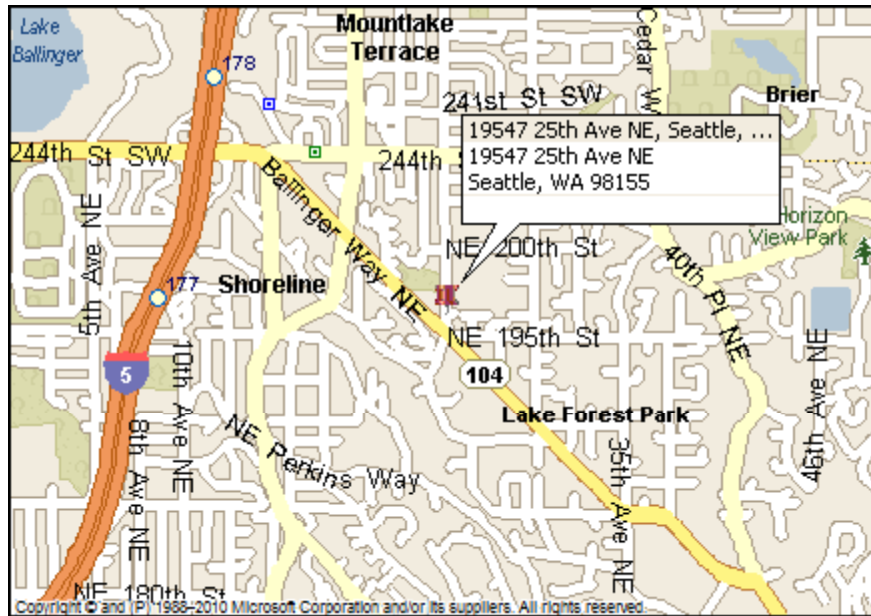 Lake
Ballinger
178
Mountlake
Terrace
Cedar W
241st St SW
Brier
244th St SW
244th S
19547 25th Ave NE, Seattle, ...
19547 25th Ave NE
Seattle, WA 98155
Ballinger Way NE
Horizon
View Park
NE 200th St
40th Pl NE
5th Ave NE
177
Shoreline
NE 195th St
5
10th Ave NE
104
Lake Forest Park
46th Ave NE
8th Ave NE
NE Perkins Way
35th Ave NE
NE 180th St
Copyright © and (P) 1988–2010 Microsoft Corporation and/or its suppliers. All rights reserved.